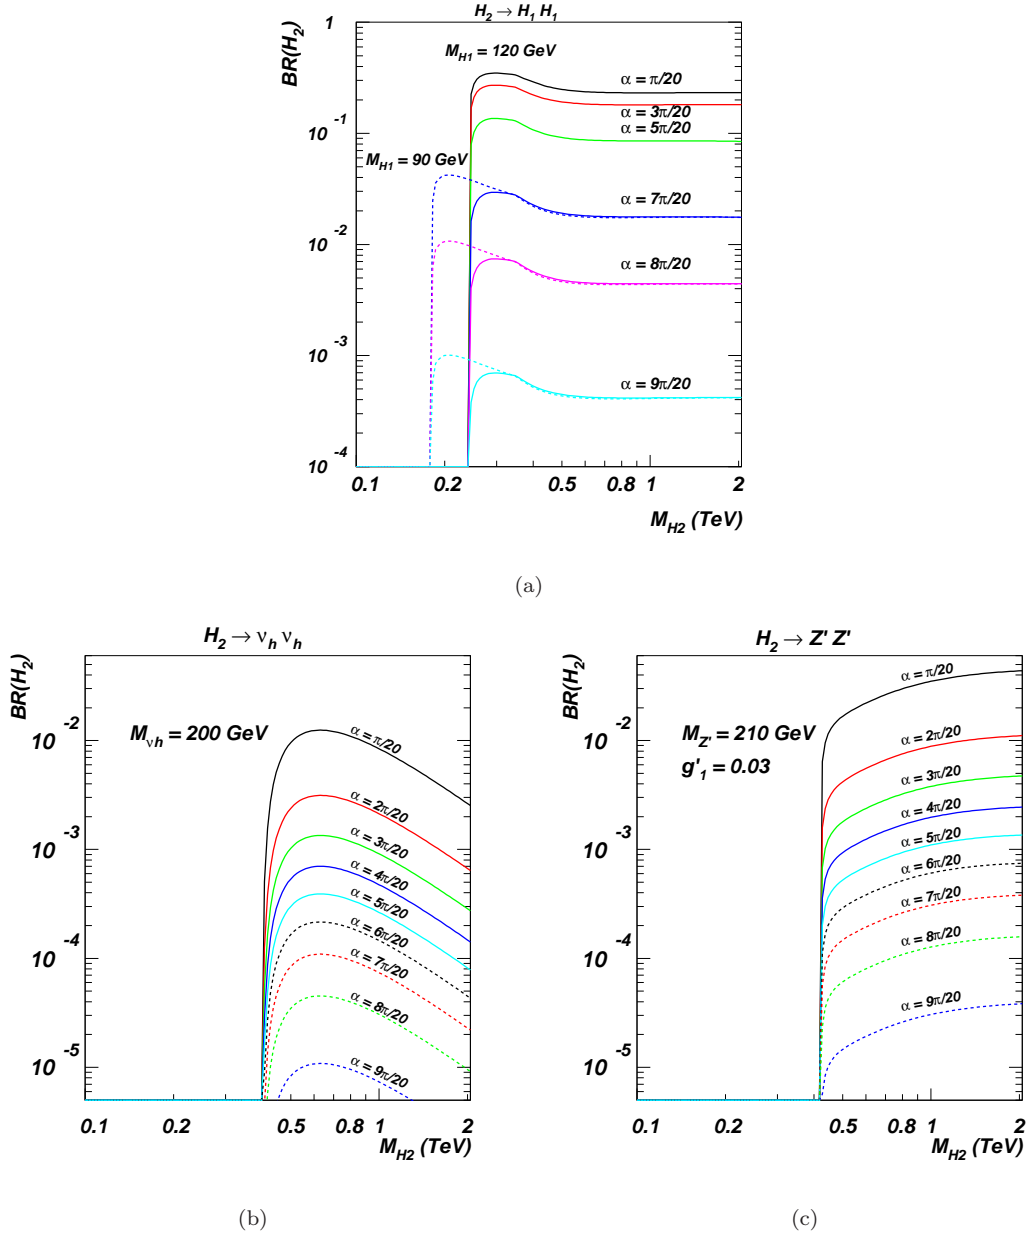 H₂ → H₁ H₁
BR(H₂)
1
10⁻¹
10⁻²
10⁻³
10⁻⁴
M_H1 = 120 GeV
M_H1 = 90 GeV
α = π/20
α = 3π/20
α = 5π/20
α = 7π/20
α = 8π/20
α = 9π/20
0.1 0.2 0.5 0.8 1 2
M_H2 (TeV)
(a)
H₂ → ν_h ν_h
BR(H₂)
10⁻²
10⁻³
10⁻⁴
10⁻⁵
M_νh = 200 GeV
α = π/20
α = 2π/20
α = 3π/20
α = 4π/20
α = 5π/20
α = 6π/20
α = 7π/20
α = 8π/20
α = 9π/20
0.1 0.2 0.5 0.8 1 2
M_H2 (TeV)
(b)
H₂ → Z' Z'
BR(H₂)
10⁻²
10⁻³
10⁻⁴
10⁻⁵
M_Z' = 210 GeV
g'₁ = 0.03
α = π/20
α = 2π/20
α = 3π/20
α = 4π/20
α = 5π/20
α = 6π/20
α = 7π/20
α = 8π/20
α = 9π/20
0.1 0.2 0.5 0.8 1 2
M_H2 (TeV)
(c)